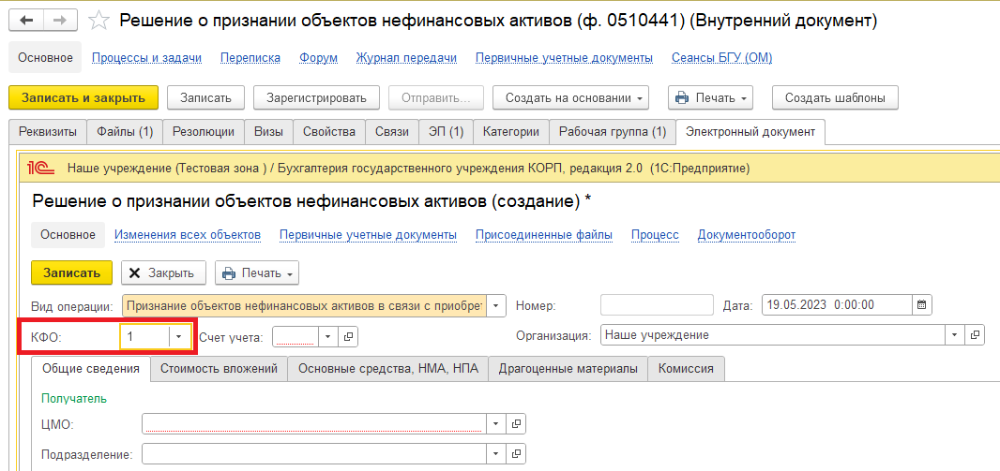 Решение о признании объектов нефинансовых активов (ф. 0510441) (Внутренний документ)
Основное Процессы и задачи Переписка Форум Журнал передачи Первичные учетные документы Сеансы БГУ (ОМ)
Записать и закрыть Записать Зарегистрировать Отправить... Создать на основании Печать Создать шаблоны
Реквизиты Файлы (1) Резолюции Визы Свойства Связи ЭП (1) Категории Рабочая группа (1) Электронный документ
1С Наше учреждение (Тестовая зона ) / Бухгалтерия государственного учреждения КОРП, редакция 2.0 (1С:Предприятие)
Решение о признании объектов нефинансовых активов (создание) *
Основное Изменения всех объектов Первичные учетные документы Присоединенные файлы Процесс Документооборот
Записать Закрыть Печать
Вид операции: Признание объектов нефинансовых активов в связи с приобрет Номер: Дата: 19.05.2023 0:00:00
КФО: 1 Счет учета: Организация: Наше учреждение
Общие сведения Стоимость вложений Основные средства, НМА, НПА Драгоценные материалы Комиссия
Получатель
ЦМО:
Подразделение: